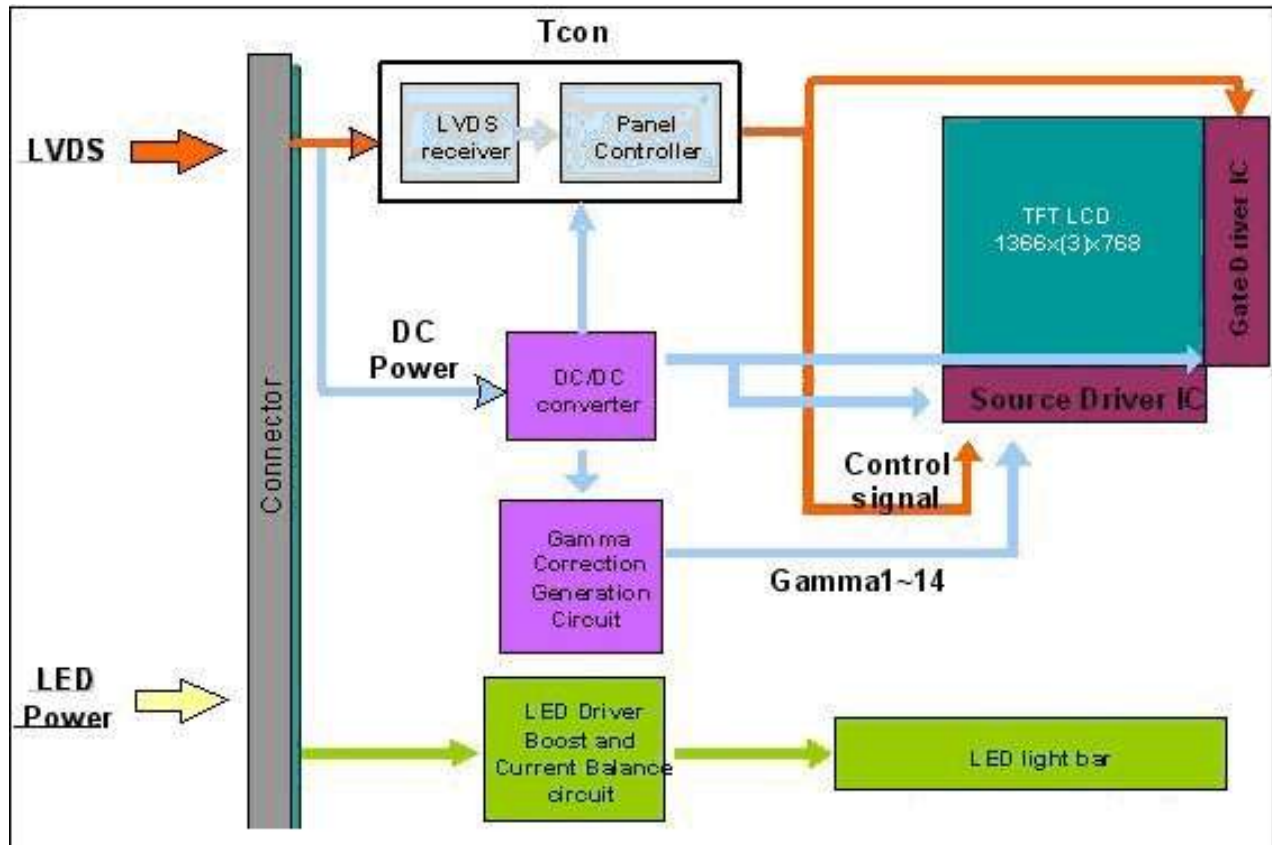 Tcon
LVDS
LVDS
receiver
Panel
Controller
TFT LCD
1366x(3)x768
Gate Driver IC
DC
Power
DC/DC
converter
Source Driver IC
Connector
Control
signal
Gamma
Correction
Generation
Circuit
Gamma1~14
LED
Power
LED Driver
Boost and
Current Balance
circuit
LED light bar